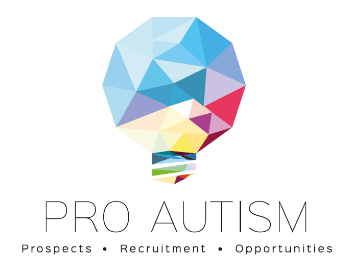 PRO AUTISM
Prospects • Recruitment • Opportunities